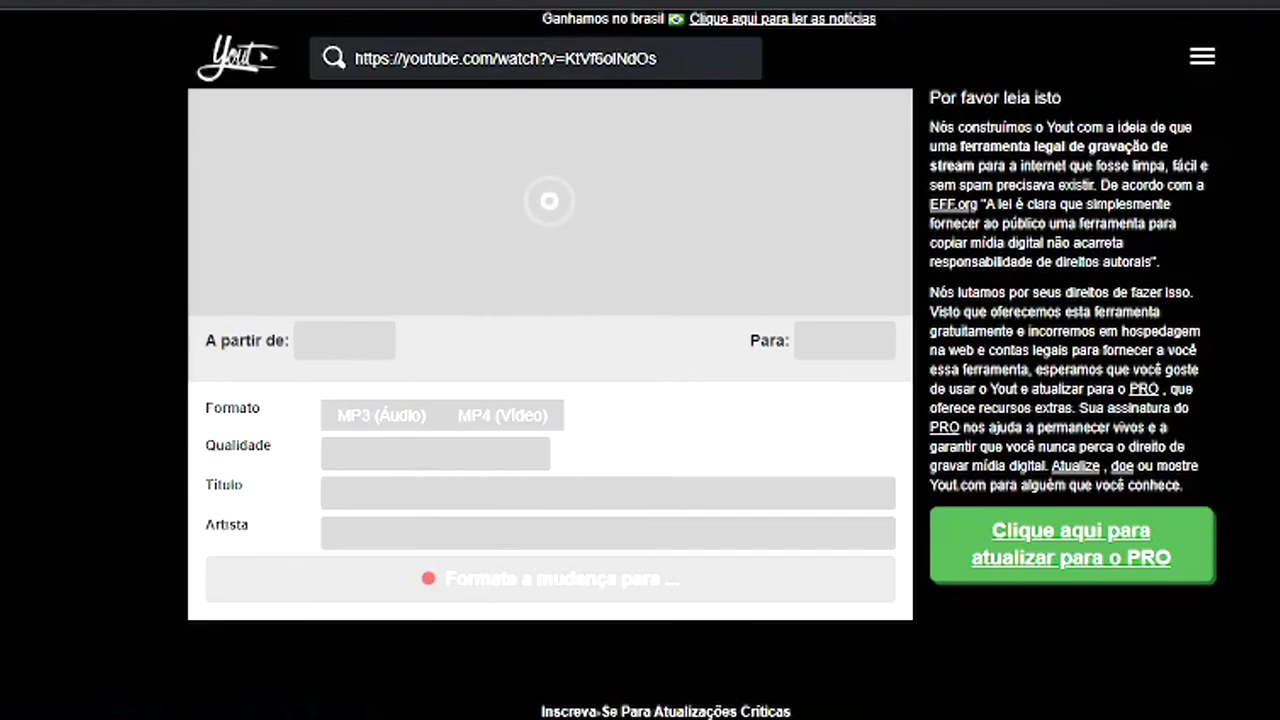 Ganhamos no brasil 🇧🇷 Clique aqui para ler as notícias
Yout
https://youtube.com/watch?v=KtVf6olNdOs
Por favor leia isto
Nós construímos o Yout com a ideia de que
uma ferramenta legal de gravação de
stream para a internet que fosse limpa, fácil e
sem spam precisava existir. De acordo com a
EFF.org "A lei é clara que simplesmente
fornecer ao público uma ferramenta para
copiar mídia digital não acarreta
responsabilidade de direitos autorais".
Nós lutamos por seus direitos de fazer isso.
Visto que oferecemos esta ferramenta
gratuitamente e incorremos em hospedagem
na web e contas legais para fornecer a você
essa ferramenta, esperamos que você goste
de usar o Yout e atualizar para o PRO , que
oferece recursos extras. Sua assinatura do
PRO nos ajuda a permanecer vivos e a
garantir que você nunca perca o direito de
gravar mídia digital. Atualize , doe ou mostre
Yout.com para alguém que você conhece.
Clique aqui para
atualizar para o PRO
A partir de:
Para:
Formato
MP3 (Áudio) MP4 (Vídeo)
Qualidade
Título
Artista
Formate a mudança para ...
Inscreva-Se Para Atualizações Críticas